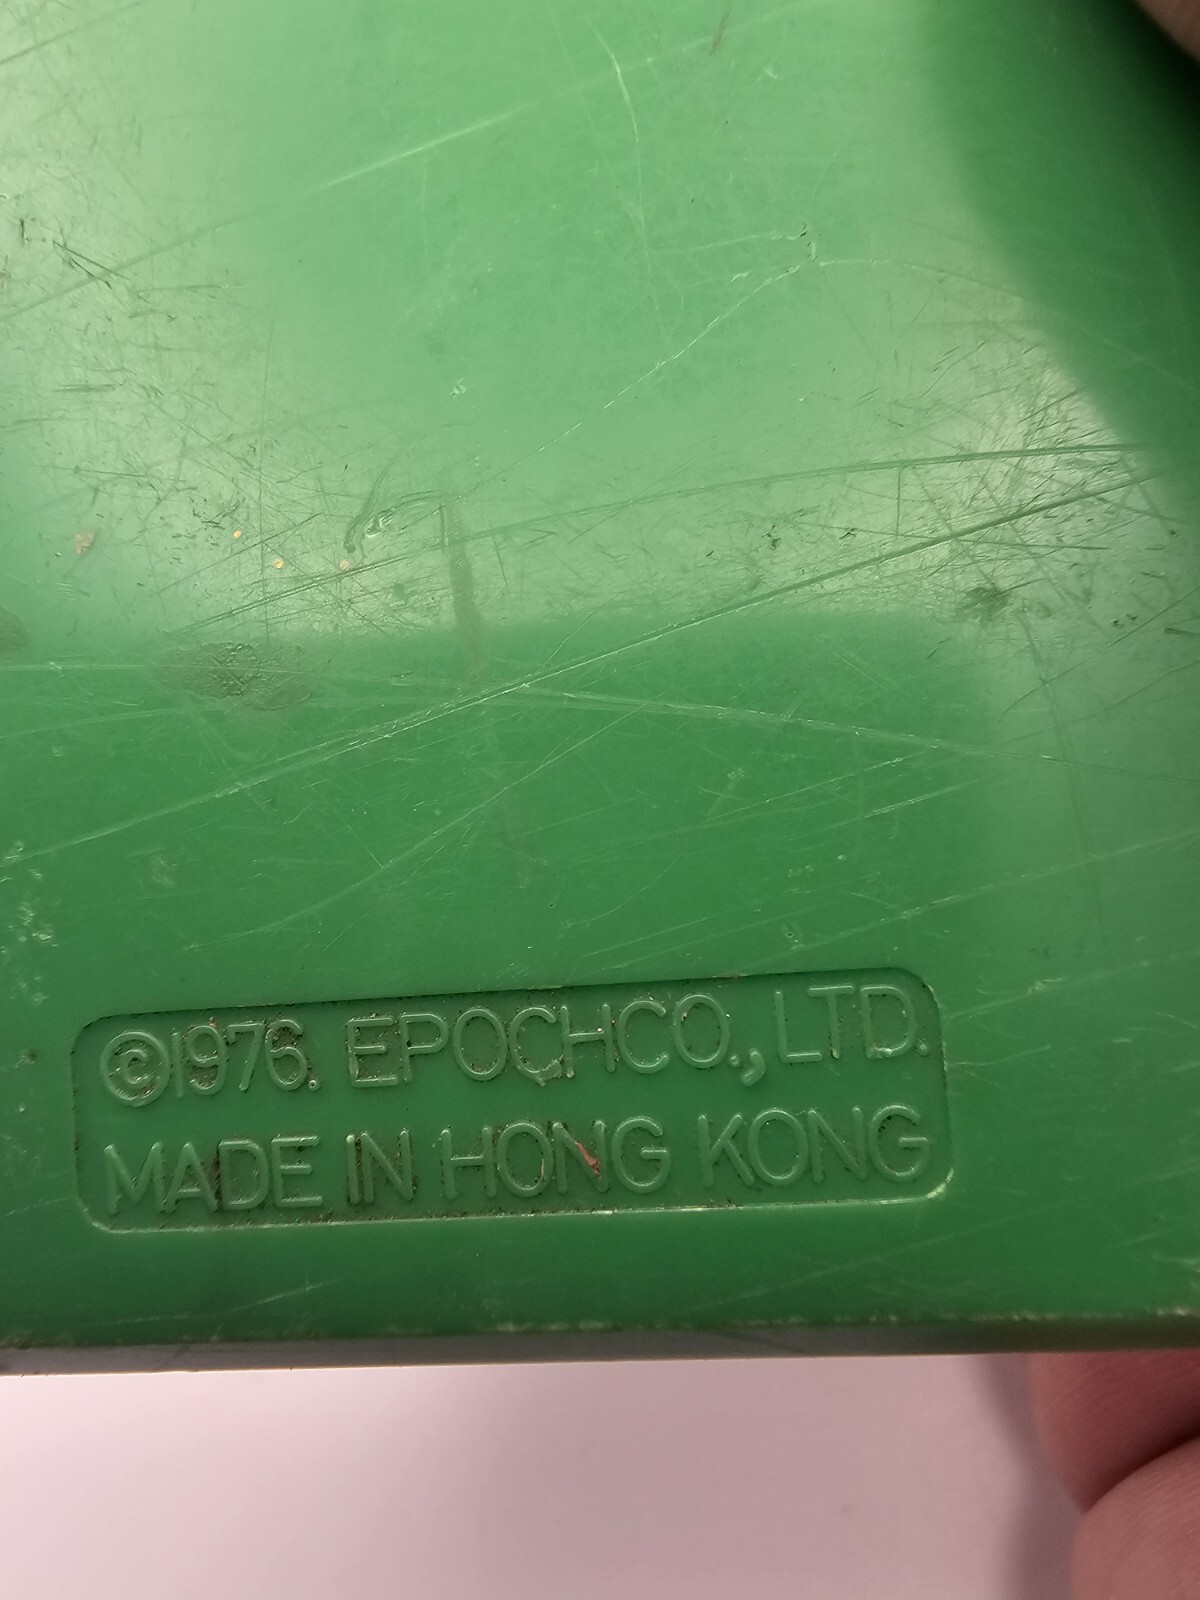 ©1976. EPOCHCO., LTD.
MADE IN HONG KONG